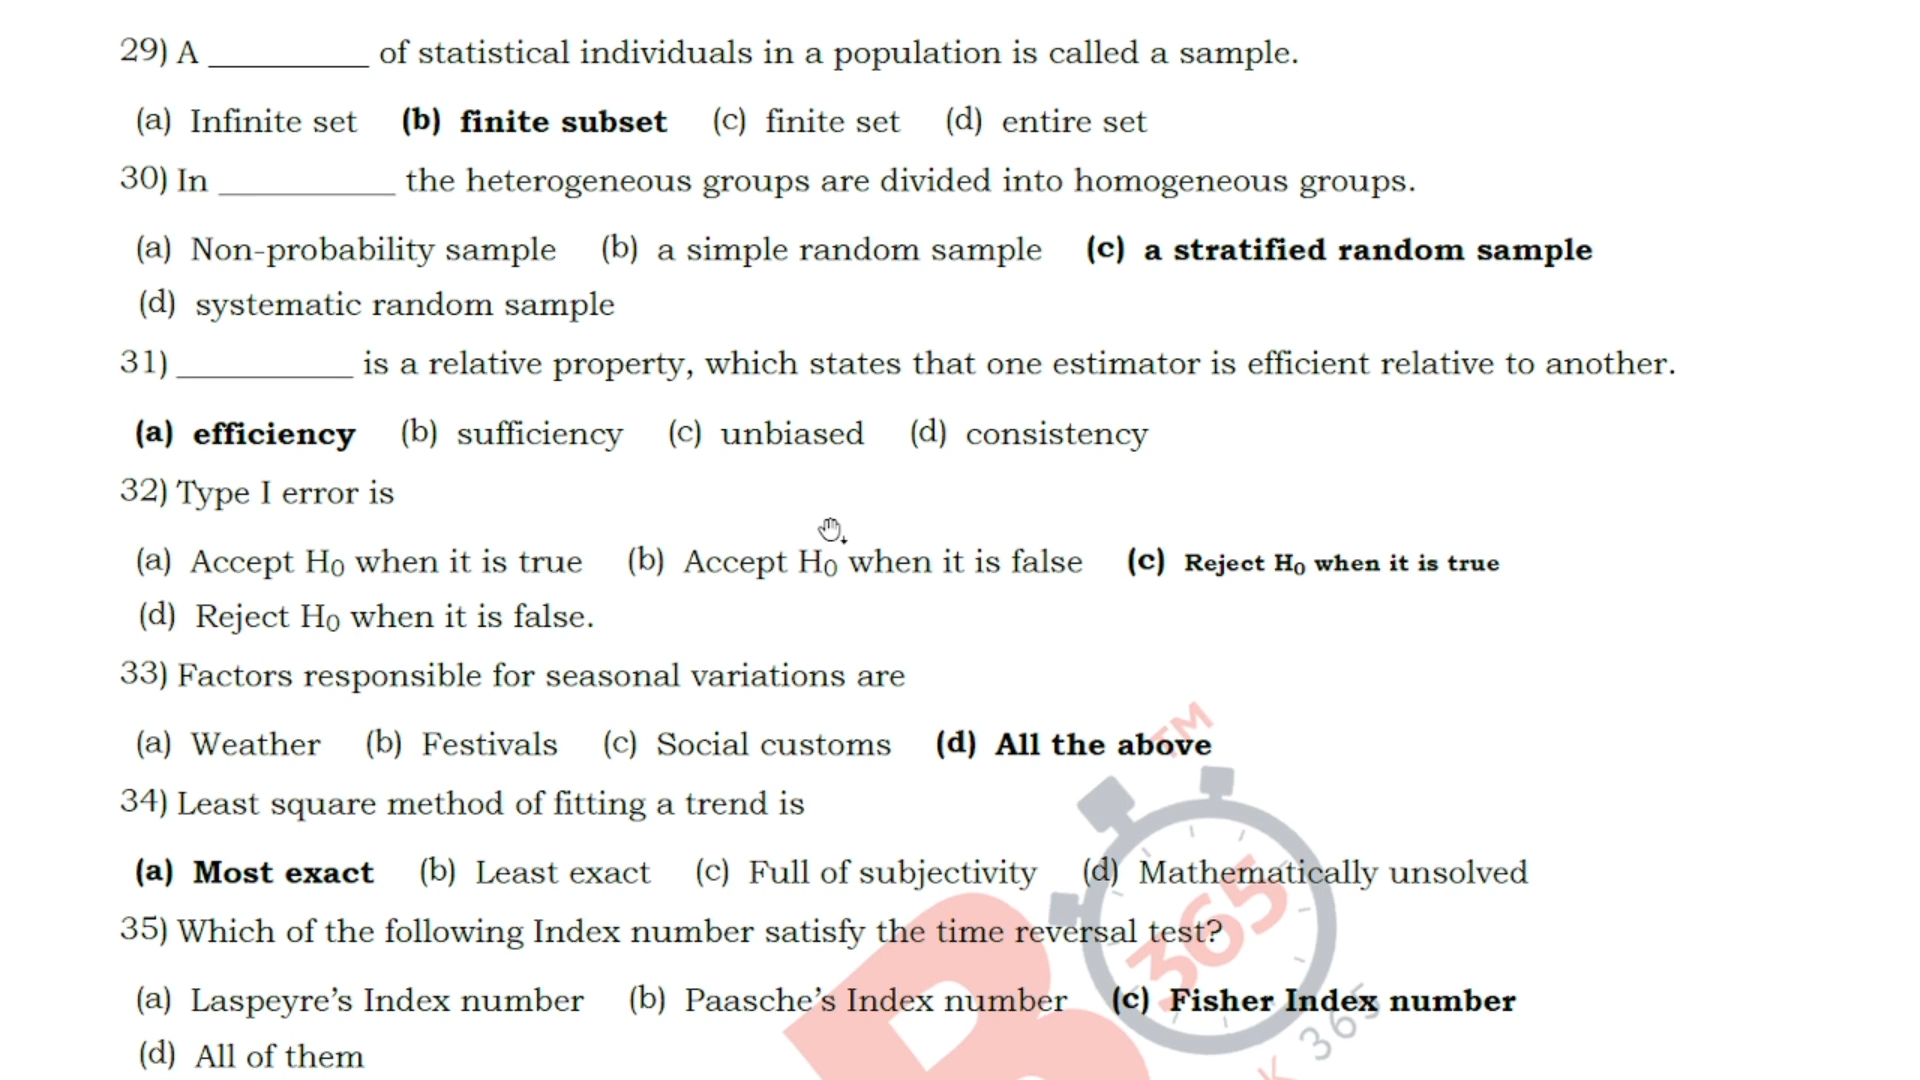 29) A __________ of statistical individuals in a population is called a sample.
(a) Infinite set (b) finite subset (c) finite set (d) entire set
30) In ___________ the heterogeneous groups are divided into homogeneous groups.
(a) Non-probability sample (b) a simple random sample (c) a stratified random sample
(d) systematic random sample
31) ___________ is a relative property, which states that one estimator is efficient relative to another.
(a) efficiency (b) sufficiency (c) unbiased (d) consistency
32) Type I error is
(a) Accept H0 when it is true (b) Accept H0 when it is false (c) Reject H0 when it is true
(d) Reject H0 when it is false.
33) Factors responsible for seasonal variations are
TM
(a) Weather (b) Festivals (c) Social customs (d) All the above
34) Least square method of fitting a trend is
(a) Most exact (b) Least exact (c) Full of subjectivity (d) Mathematically unsolved
365
35) Which of the following Index number satisfy the time reversal test?
(a) Laspeyre's Index number (b) Paasche's Index number (c) Fisher Index number
K 365
(d) All of them